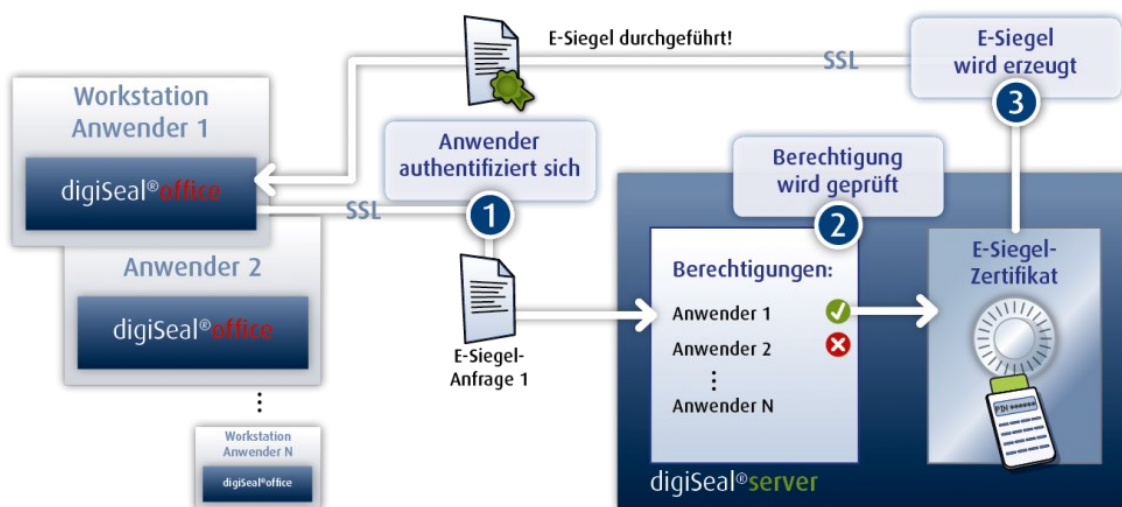 E-Siegel durchgeführt!
SSL
E-Siegel
wird erzeugt
3
Workstation
Anwender 1
digiSeal®office
Anwender
authentifiziert sich
1
SSL
Berechtigung
wird geprüft
2
Anwender 2
digiSeal®office
E-Siegel-
Anfrage 1
Berechtigungen:
Anwender 1
Anwender 2
Anwender N
E-Siegel-
Zertifikat
PIN ******
Workstation
Anwender N
digiSeal®office
digiSeal®server